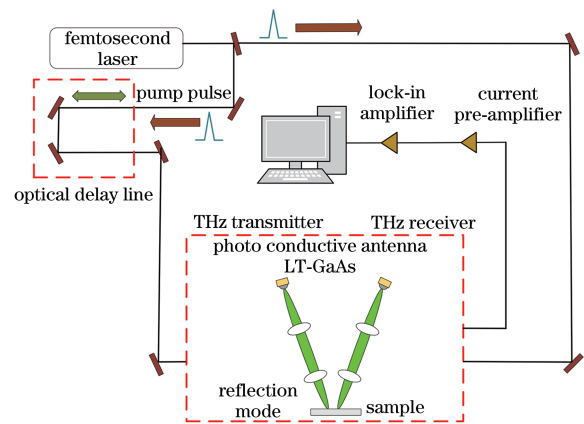 femtosecond
laser
pump pulse
optical delay line
lock-in
amplifier
current
pre-amplifier
THz transmitter
THz receiver
photo conductive antenna
LT-GaAs
reflection
mode
sample